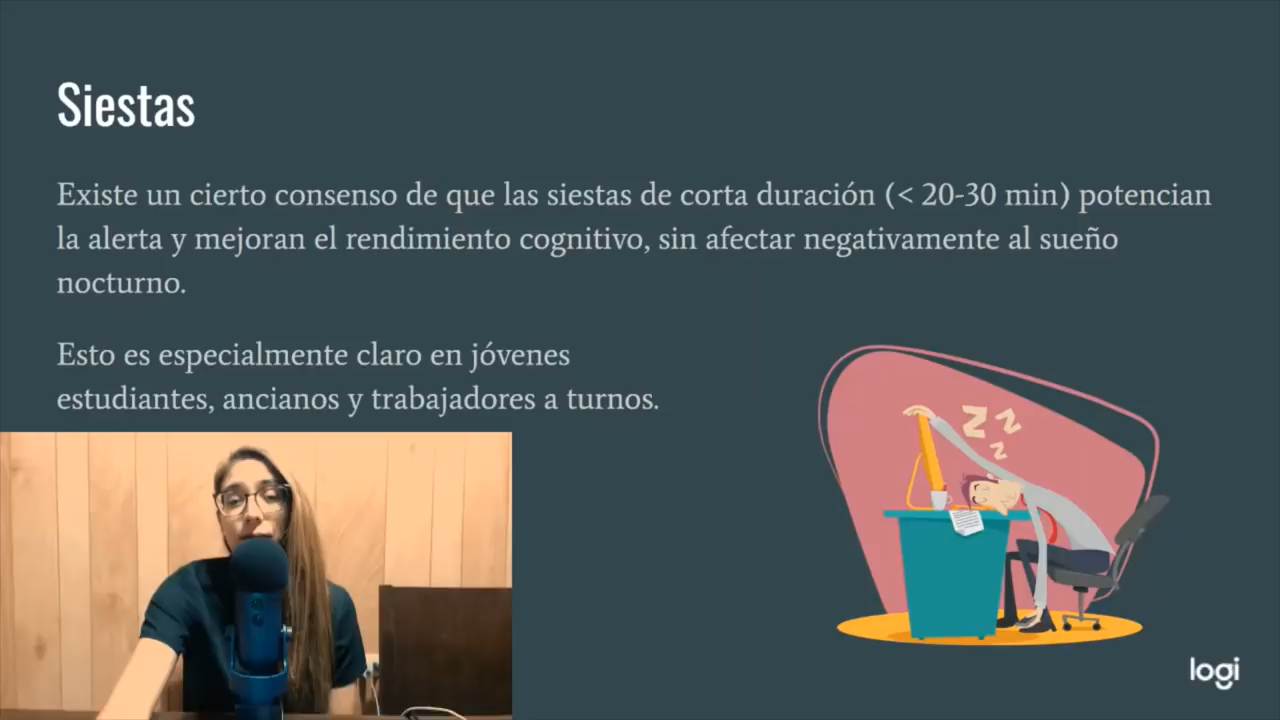 Siestas
Existe un cierto consenso de que las siestas de corta duración (< 20-30 min) potencian
la alerta y mejoran el rendimiento cognitivo, sin afectar negativamente al sueño
nocturno.
Esto es especialmente claro en jóvenes
estudiantes, ancianos y trabajadores a turnos.
Z Z
Z
logi